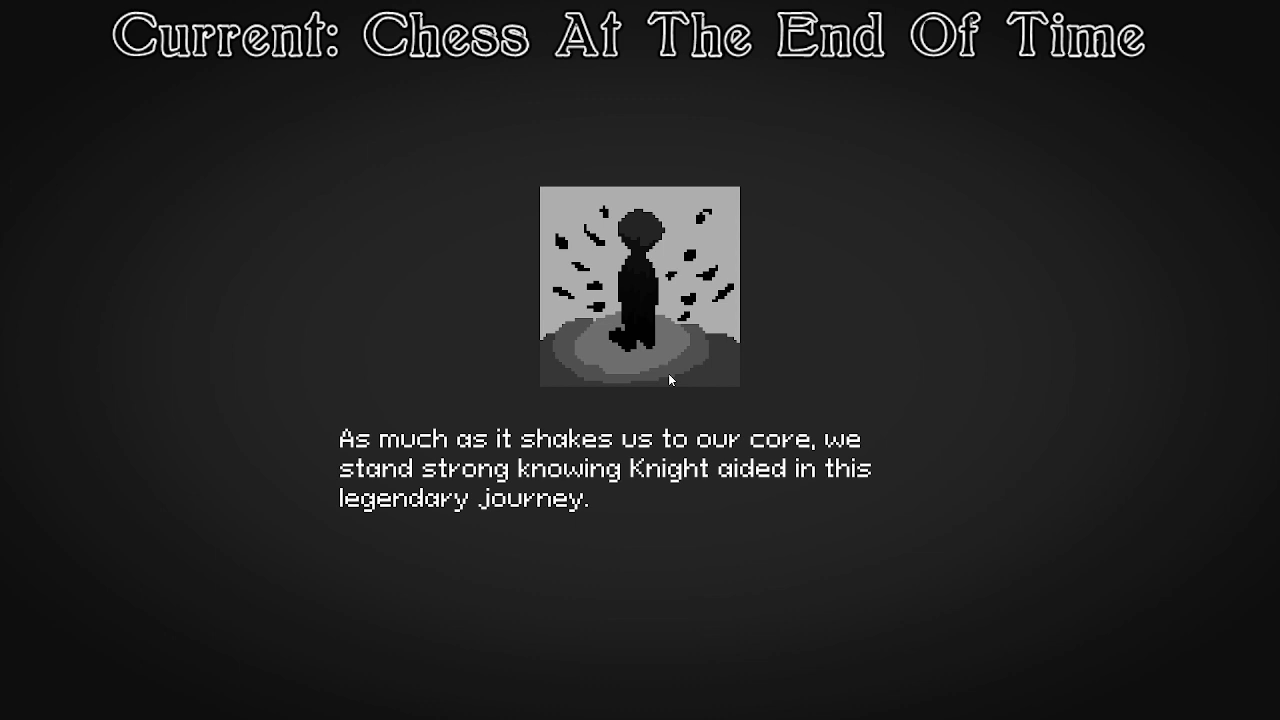 Current: Chess At The End Of Time
As much as it shakes us to our core, we
stand strong knowing Knight aided in this
legendary journey.